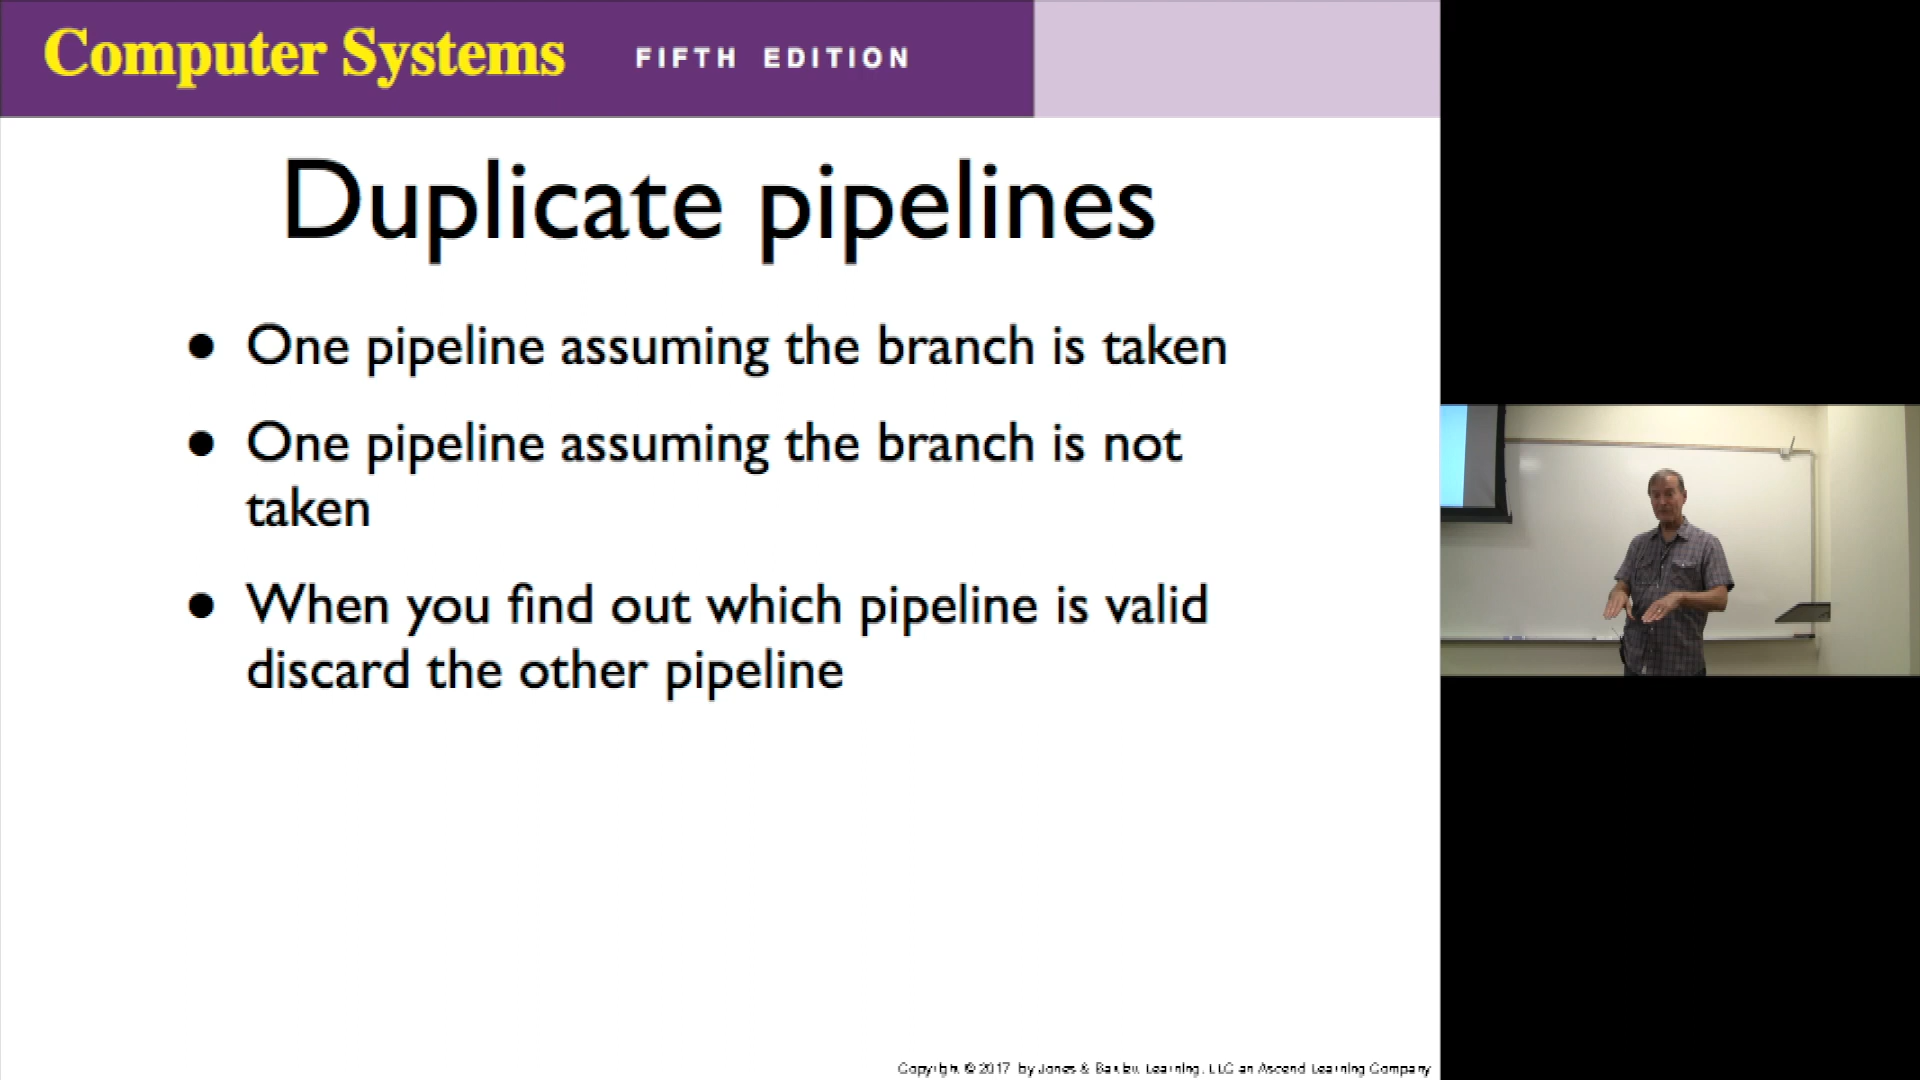 Computer Systems FIFTH EDITION
Duplicate pipelines
• One pipeline assuming the branch is taken
• One pipeline assuming the branch is not
taken
• When you find out which pipeline is valid
discard the other pipeline
Copyright © 2017 by Jones & Bartlett Learning, LLC an Ascend Learning Company